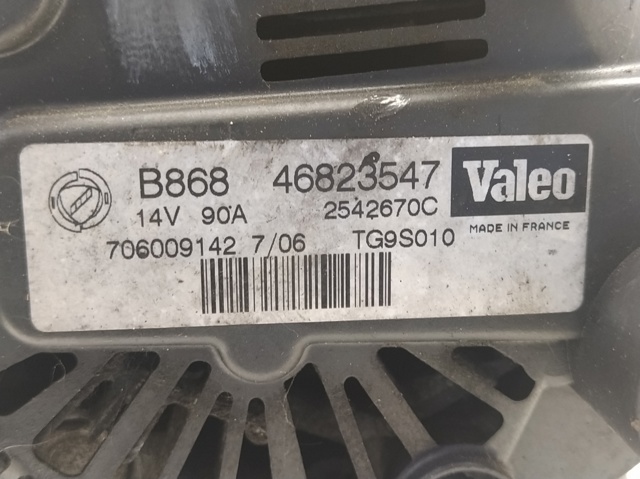 B868 46823547 Valeo
14V 90A 2542670C
MADE IN FRANCE
706009142 7/06 TG9S010